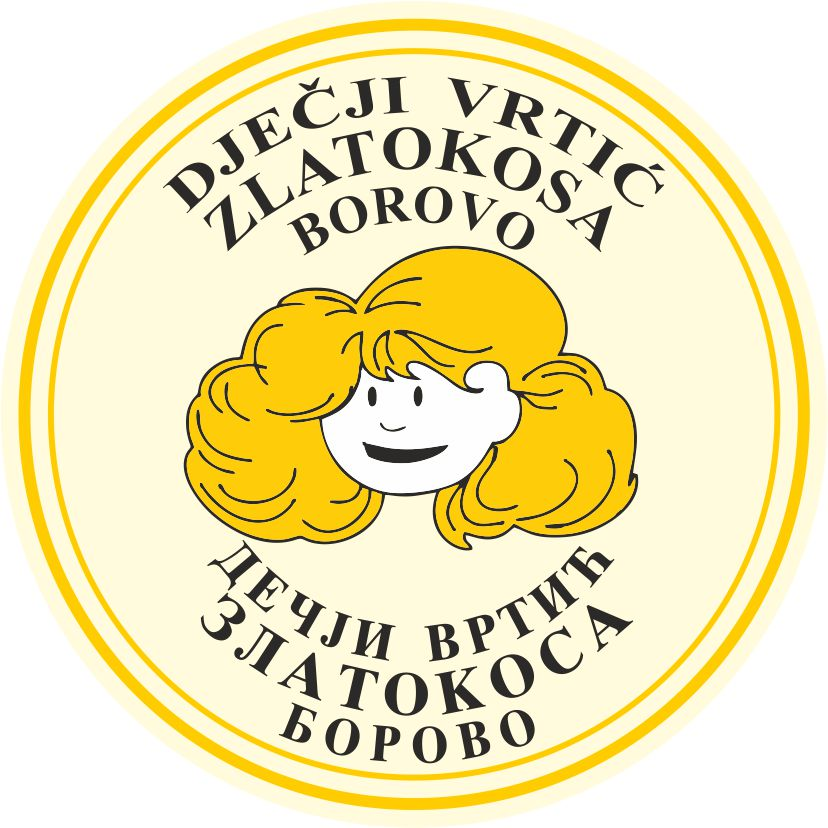 DJEČJI VRTIĆ
ZLATOKOSA
BOROVO
ДЕЧЈИ ВРТИЋ
ЗЛАТОКОСА
БОРОВО